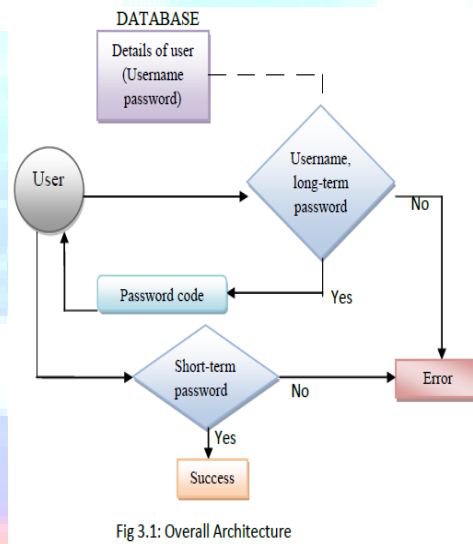 DATABASE
Details of user
(Username
password)
Username,
long-term
password
User
No
Password code
Yes
Short-term
password
No
Error
Yes
Success
Fig 3.1: Overall Architecture